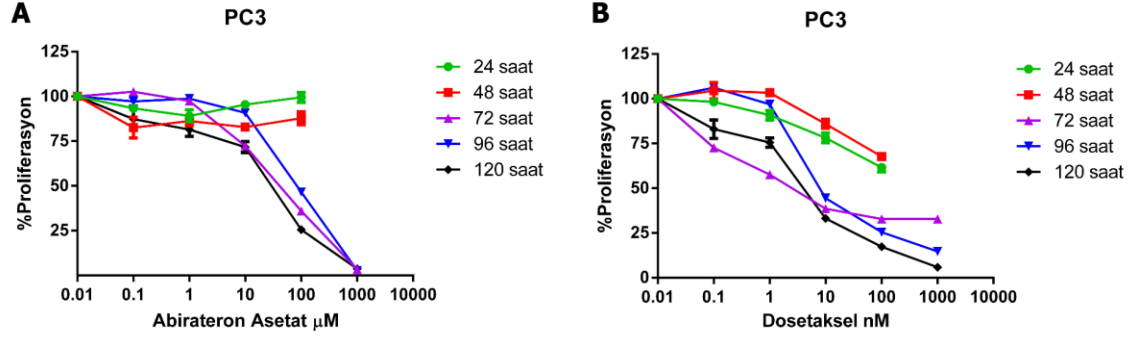 A
PC3
%Proliferasyon
125
100
75
50
25
0.01 0.1 1 10 100 1000 10000
Abirateron Asetat μM
24 saat
48 saat
72 saat
96 saat
120 saat
B
PC3
%Proliferasyon
125
100
75
50
25
0
0.01 0.1 1 10 100 1000 10000
Dosetaksel nM
24 saat
48 saat
72 saat
96 saat
120 saat